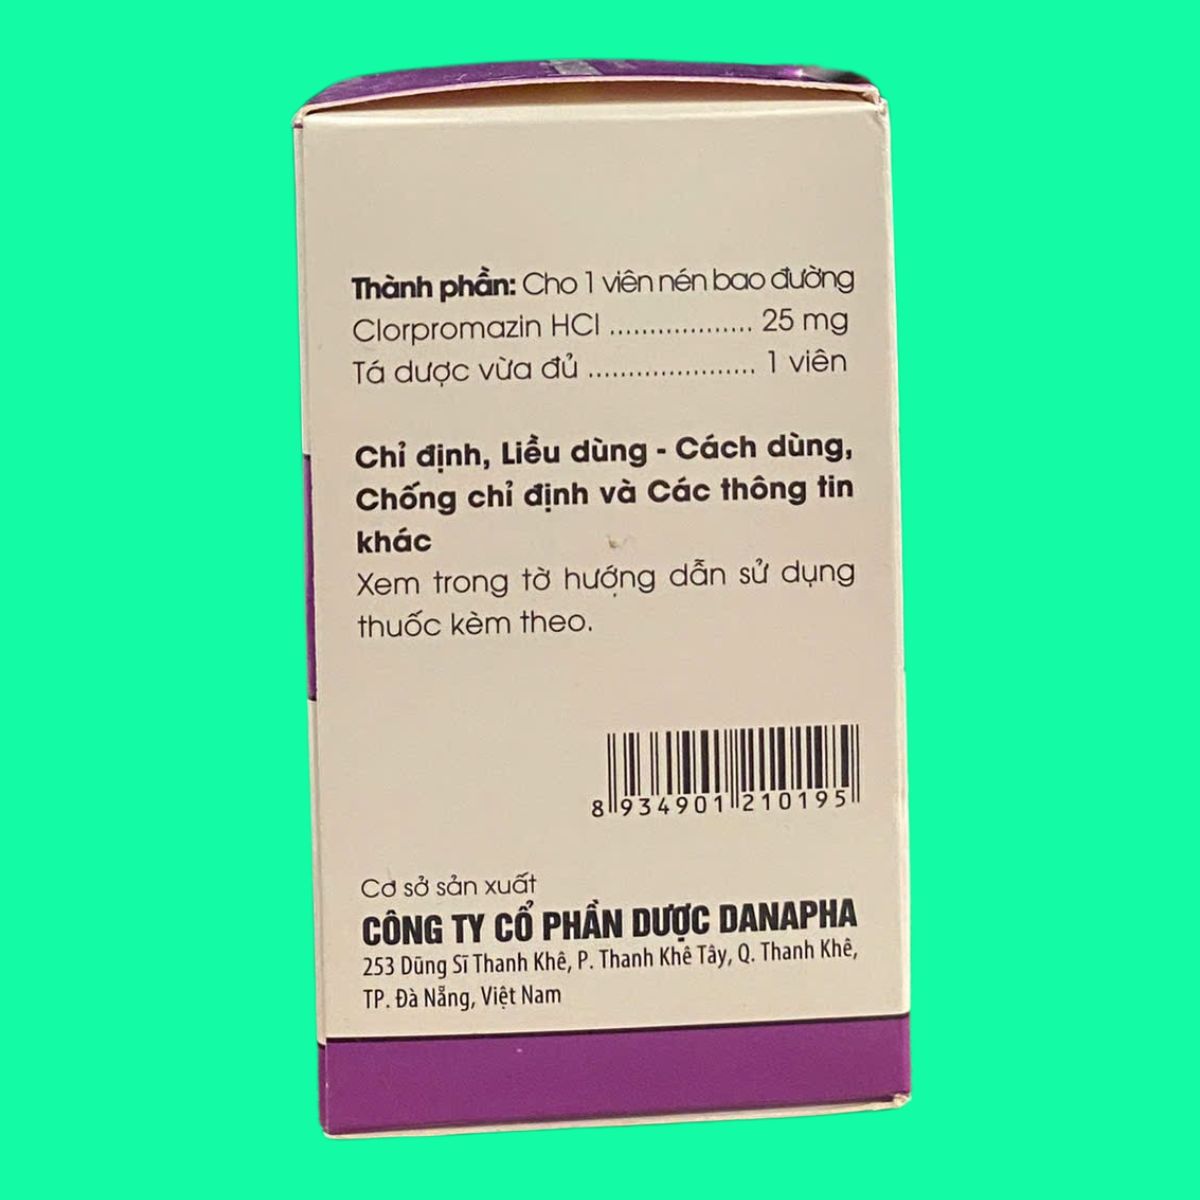 Thành phần: Cho 1 viên nén bao đường
Clorpromazin HCl .................. 25 mg
Tá dược vừa đủ ..................... 1 viên
Chỉ định, Liều dùng - Cách dùng,
Chống chỉ định và Các thông tin
khác
Xem trong tờ hướng dẫn sử dụng
thuốc kèm theo.
8 934901 210195
Cơ sở sản xuất
CÔNG TY CỔ PHẦN DƯỢC DANAPHA
253 Dũng Sĩ Thanh Khê, P. Thanh Khê Tây, Q. Thanh Khê,
TP. Đà Nẵng, Việt Nam